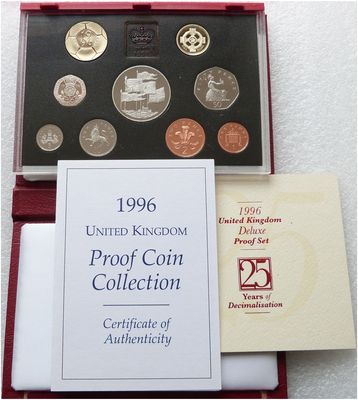 1996
UNITED KINGDOM
Proof Coin
Collection
Certificate of
Authenticity
1996
United Kingdom
Deluxe
Proof Set
25
Years of
Decimalisation